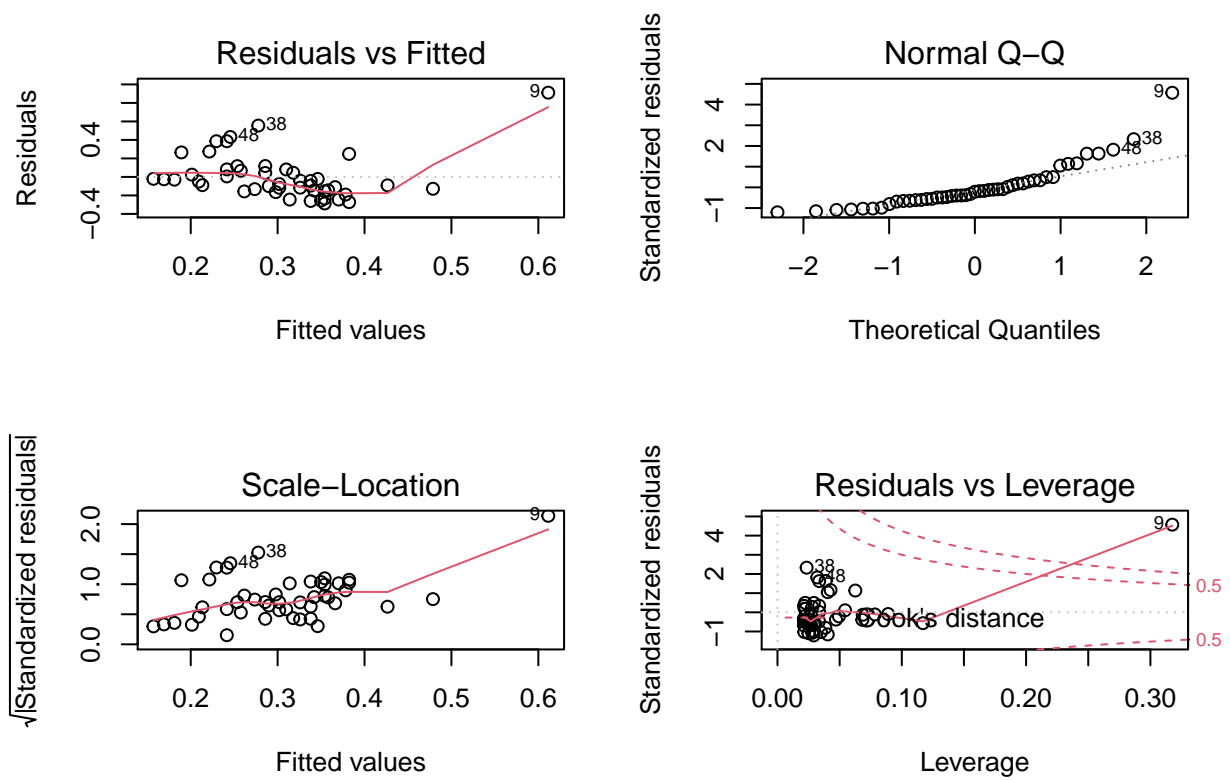 Residuals vs Fitted
Residuals
0.4
−0.4
9
38
48
0.2 0.3 0.4 0.5 0.6
Fitted values
Normal Q−Q
Standardized residuals
4
2
−1
9
38
48
−2 −1 0 1 2
Theoretical Quantiles
Scale−Location
√|Standardized residuals|
2.0
1.0
0.0
9
38
48
0.2 0.3 0.4 0.5 0.6
Fitted values
Residuals vs Leverage
Standardized residuals
4
2
−1
9
38
48
0.5
0.5
ook's distance
0.00 0.10 0.20 0.30
Leverage